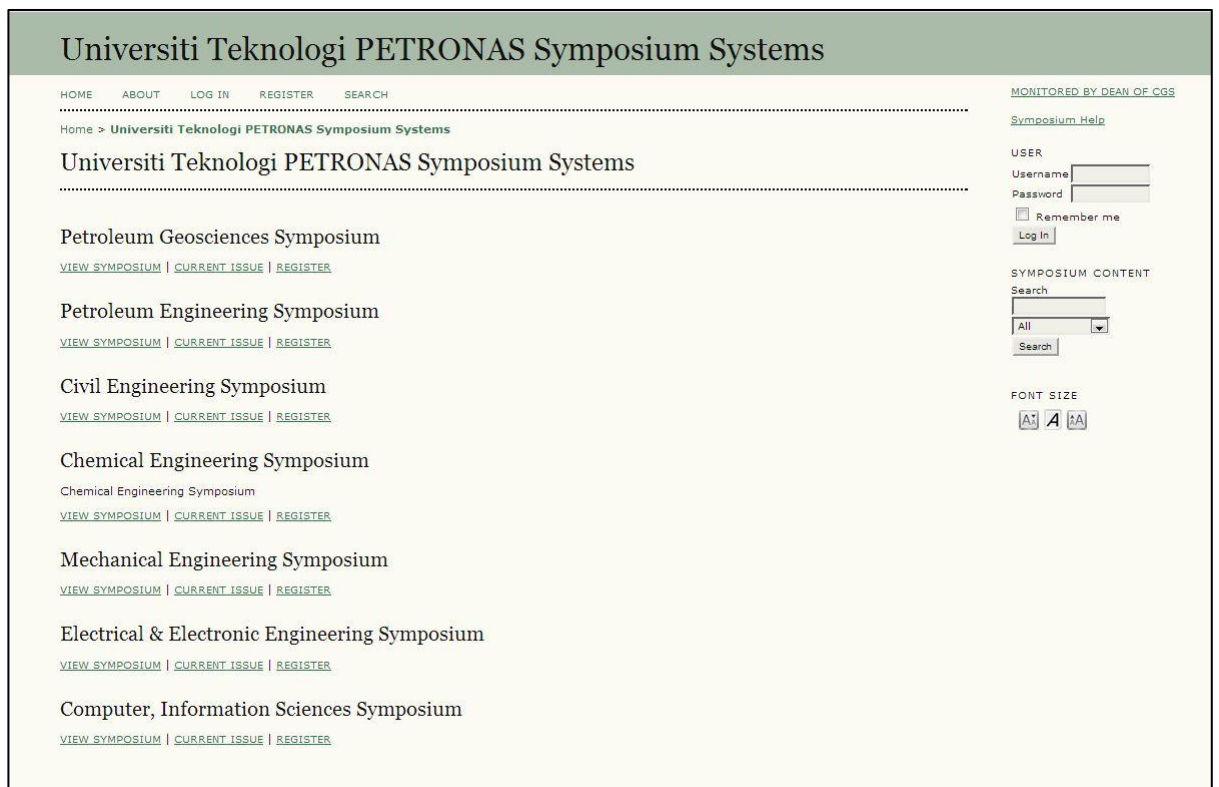 Universiti Teknologi PETRONAS Symposium Systems
HOME ABOUT LOG IN REGISTER SEARCH
Home > Universiti Teknologi PETRONAS Symposium Systems
Universiti Teknologi PETRONAS Symposium Systems
Petroleum Geosciences Symposium
VIEW SYMPOSIUM | CURRENT ISSUE | REGISTER
Petroleum Engineering Symposium
VIEW SYMPOSIUM | CURRENT ISSUE | REGISTER
Civil Engineering Symposium
VIEW SYMPOSIUM | CURRENT ISSUE | REGISTER
Chemical Engineering Symposium
Chemical Engineering Symposium
VIEW SYMPOSIUM | CURRENT ISSUE | REGISTER
Mechanical Engineering Symposium
VIEW SYMPOSIUM | CURRENT ISSUE | REGISTER
Electrical & Electronic Engineering Symposium
VIEW SYMPOSIUM | CURRENT ISSUE | REGISTER
Computer, Information Sciences Symposium
VIEW SYMPOSIUM | CURRENT ISSUE | REGISTER
MONITORED BY DEAN OF CGS
Symposium Help
USER
Username
Password
Remember me
Log In
SYMPOSIUM CONTENT
Search
All
Search
FONT SIZE
A A A